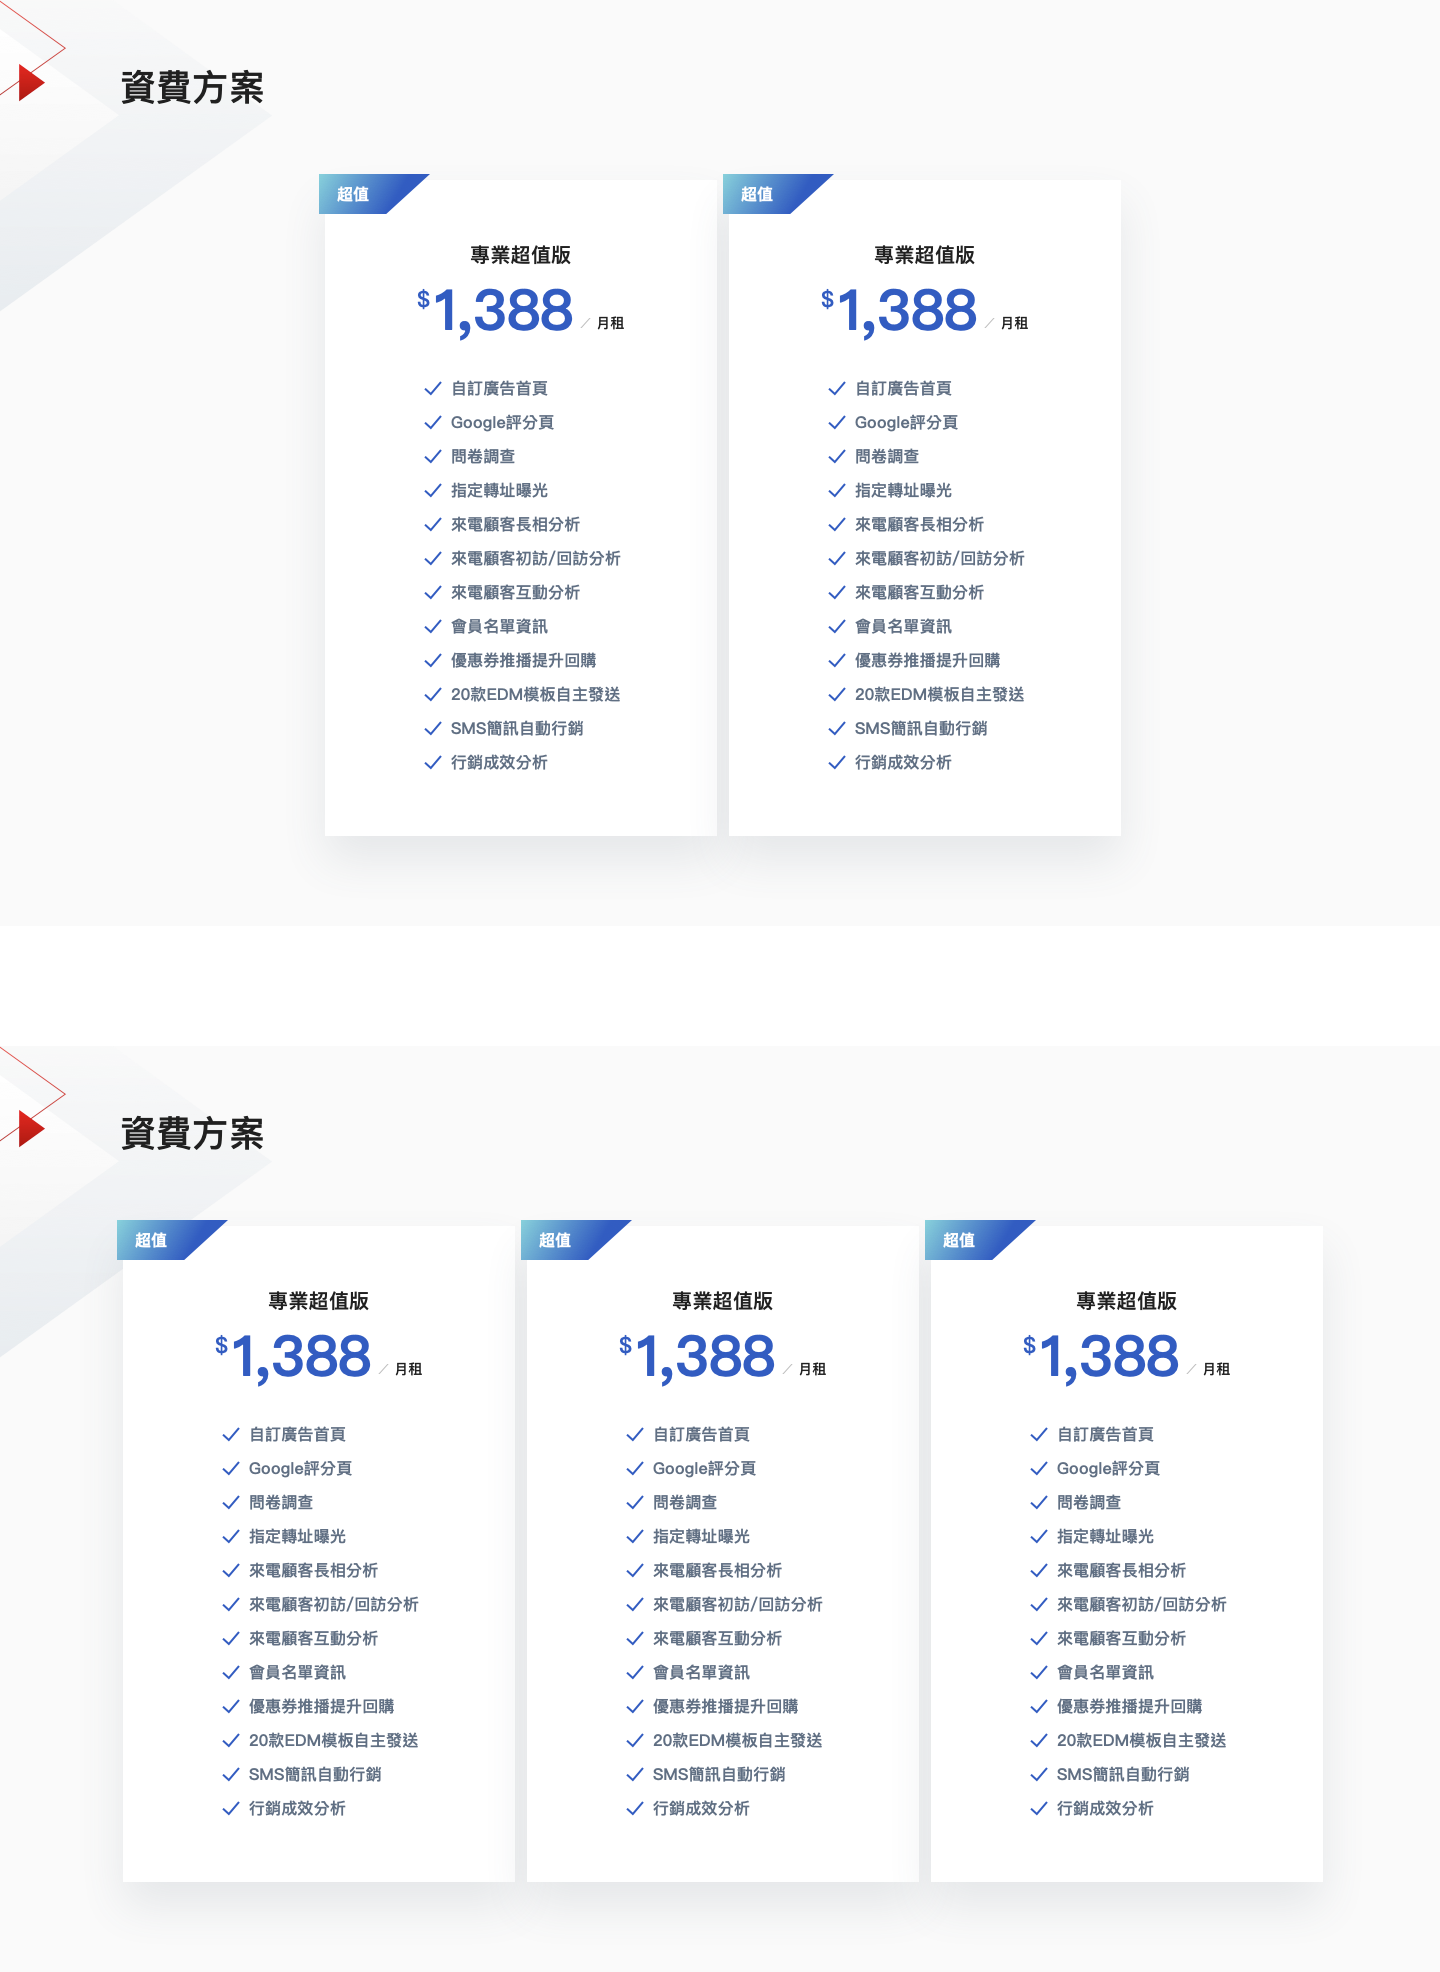 資費方案
超值
專業超值版
$1,388 ／ 月租
自訂廣告首頁
Google評分頁
問卷調查
指定轉址曝光
來電顧客長相分析
來電顧客初訪/回訪分析
來電顧客互動分析
會員名單資訊
優惠券推播提升回購
20款EDM模板自主發送
SMS簡訊自動行銷
行銷成效分析
超值
專業超值版
$1,388 ／ 月租
自訂廣告首頁
Google評分頁
問卷調查
指定轉址曝光
來電顧客長相分析
來電顧客初訪/回訪分析
來電顧客互動分析
會員名單資訊
優惠券推播提升回購
20款EDM模板自主發送
SMS簡訊自動行銷
行銷成效分析
資費方案
超值
專業超值版
$1,388 ／ 月租
自訂廣告首頁
Google評分頁
問卷調查
指定轉址曝光
來電顧客長相分析
來電顧客初訪/回訪分析
來電顧客互動分析
會員名單資訊
優惠券推播提升回購
20款EDM模板自主發送
SMS簡訊自動行銷
行銷成效分析
超值
專業超值版
$1,388 ／ 月租
自訂廣告首頁
Google評分頁
問卷調查
指定轉址曝光
來電顧客長相分析
來電顧客初訪/回訪分析
來電顧客互動分析
會員名單資訊
優惠券推播提升回購
20款EDM模板自主發送
SMS簡訊自動行銷
行銷成效分析
超值
專業超值版
$1,388 ／ 月租
自訂廣告首頁
Google評分頁
問卷調查
指定轉址曝光
來電顧客長相分析
來電顧客初訪/回訪分析
來電顧客互動分析
會員名單資訊
優惠券推播提升回購
20款EDM模板自主發送
SMS簡訊自動行銷
行銷成效分析